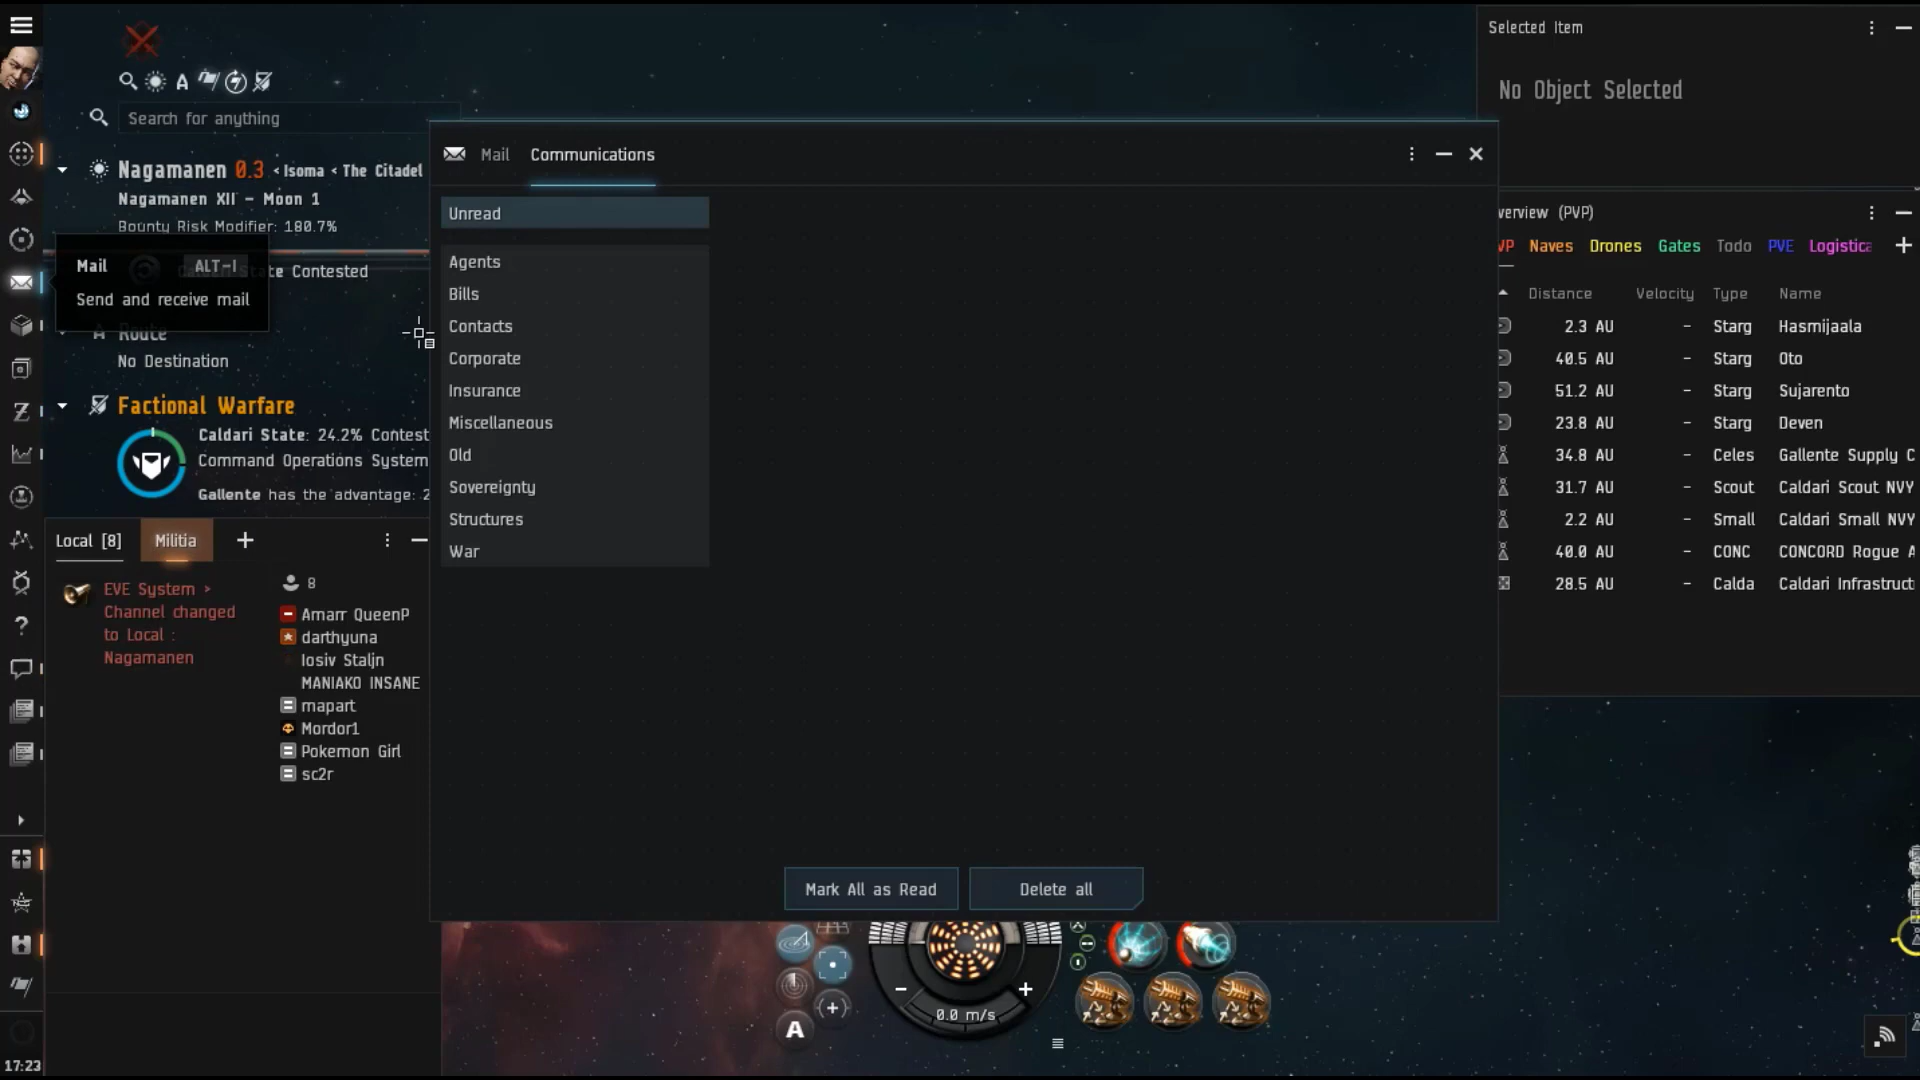 Search for anything
Nagamanen 0.3 < Isoma < The Citadel
Nagamanen XII - Moon 1
Bounty Risk Modifier: 180.7%
te Contested
Mail ALT-I
Send and receive mail
Route
No Destination
Factional Warfare
Caldari State: 24.2% Contest
Command Operations System
Gallente has the advantage: 2
Local [8] Militia
EVE System >
Channel changed
to Local :
Nagamanen
8
Amarr QueenP
darthyuna
Iosiv Staljn
MANIAKO INSANE
mapart
Mordor1
Pokemon Girl
sc2r
17:23
Mail Communications
Unread
Agents
Bills
Contacts
Corporate
Insurance
Miscellaneous
Old
Sovereignty
Structures
War
Mark All as Read Delete all
0.0 m/s
A
Selected Item
No Object Selected
verview (PVP)
VP Naves Drones Gates Todo PVE Logistica
Distance Velocity Type Name
2.3 AU - Starg Hasmijaala
40.5 AU - Starg Oto
51.2 AU - Starg Sujarento
23.8 AU - Starg Deven
34.8 AU - Celes Gallente Supply C
31.7 AU - Scout Caldari Scout NVY
2.2 AU - Small Caldari Small NVY
40.0 AU - CONC CONCORD Rogue A
28.5 AU - Calda Caldari Infrastruct